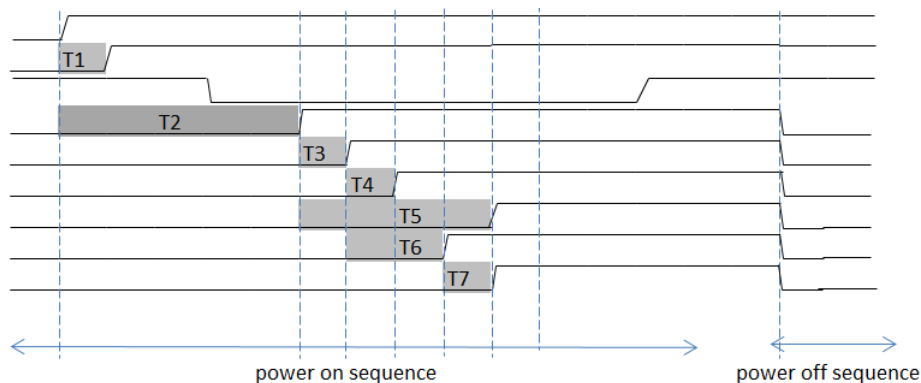 T1
T2
T3
T4
T5
T6
T7
power on sequence
power off sequence